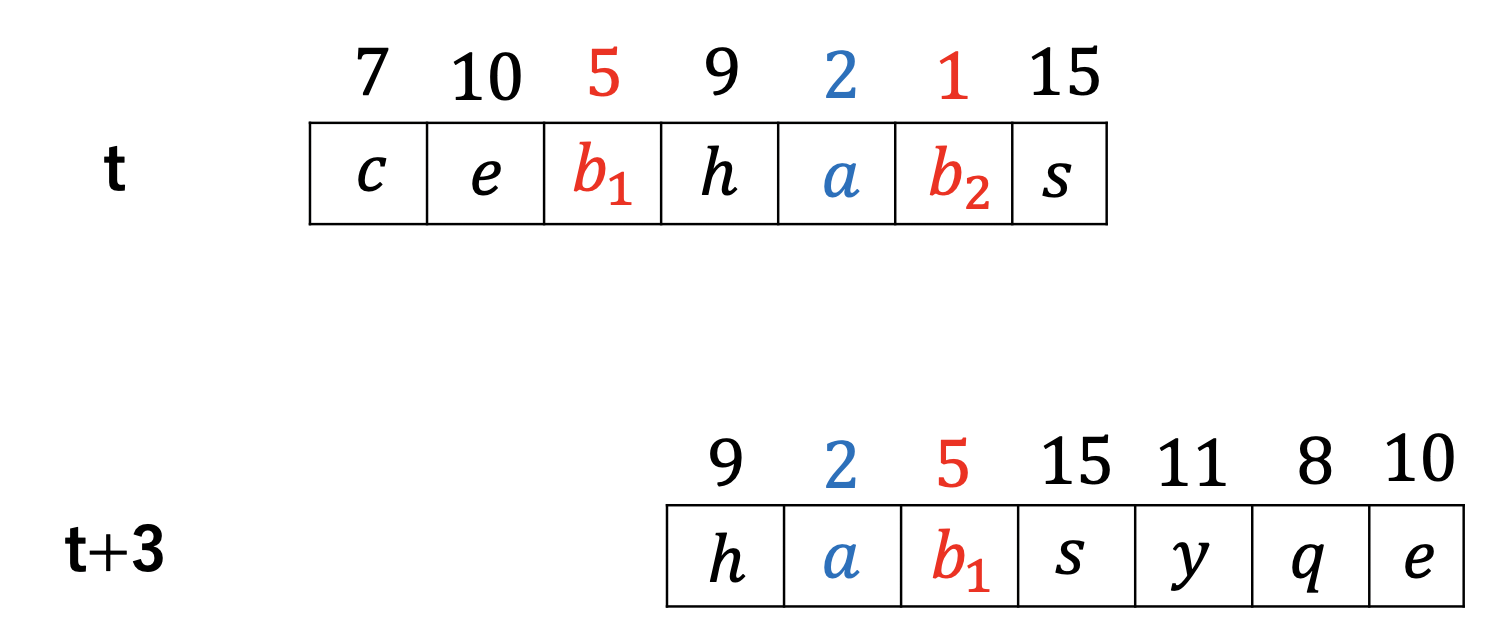 7 10 5 9 2 1 15
t c e b₁ h a b₂ s
9 2 5 15 11 8 10
t+3 h a b₁ s y q e